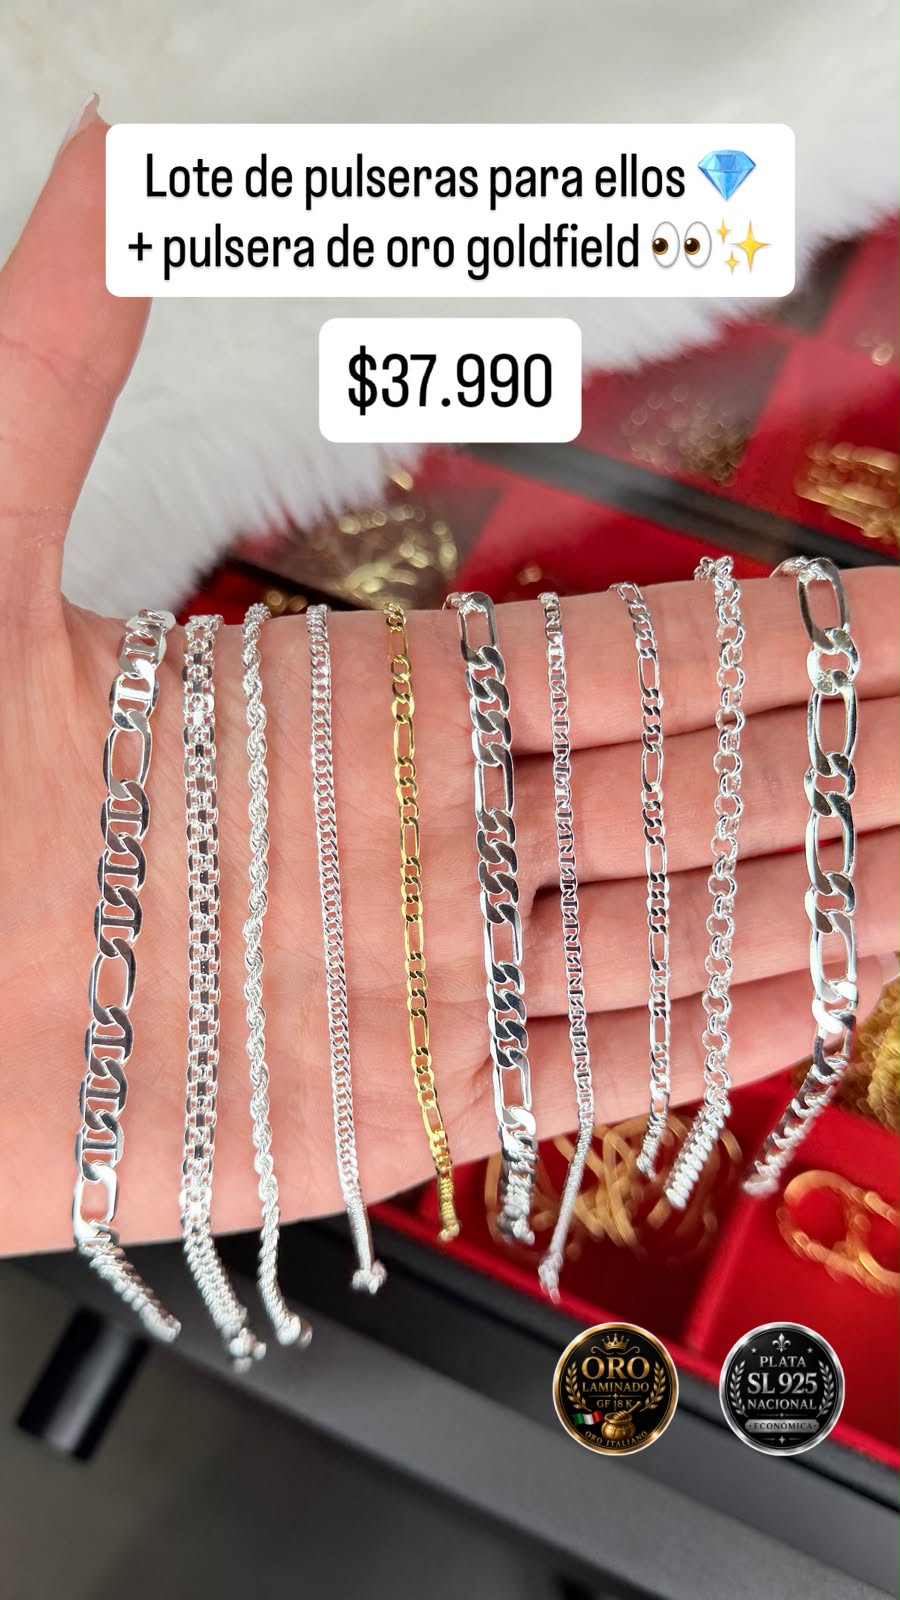 Lote de pulseras para ellos 💎
+ pulsera de oro goldfield 👀✨
$37.990
ORO
LAMINADO
GF 18 K
ORO ITALIANO
PLATA
SL 925
NACIONAL
ECONÓMICA